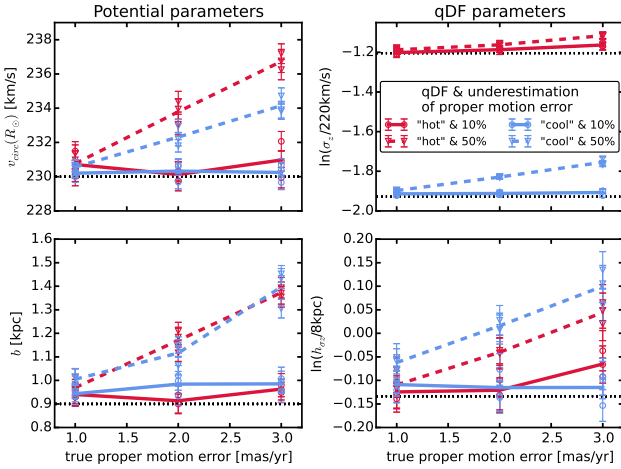 Potential parameters
qDF parameters
238
236
234
232
230
228
v_circ(R_⊙) [km/s]
−1.2
−1.4
−1.6
−1.8
−2.0
ln(σ_z/220km/s)
qDF & underestimation
of proper motion error
"hot" & 10%
"cool" & 10%
"hot" & 50%
"cool" & 50%
1.6
1.5
1.4
1.3
1.2
1.1
1.0
0.9
0.8
b [kpc]
0.20
0.15
0.10
0.05
0.00
−0.05
−0.10
−0.15
−0.20
ln(h_σz/8kpc)
1.0 1.5 2.0 2.5 3.0
1.0 1.5 2.0 2.5 3.0
true proper motion error [mas/yr]
true proper motion error [mas/yr]